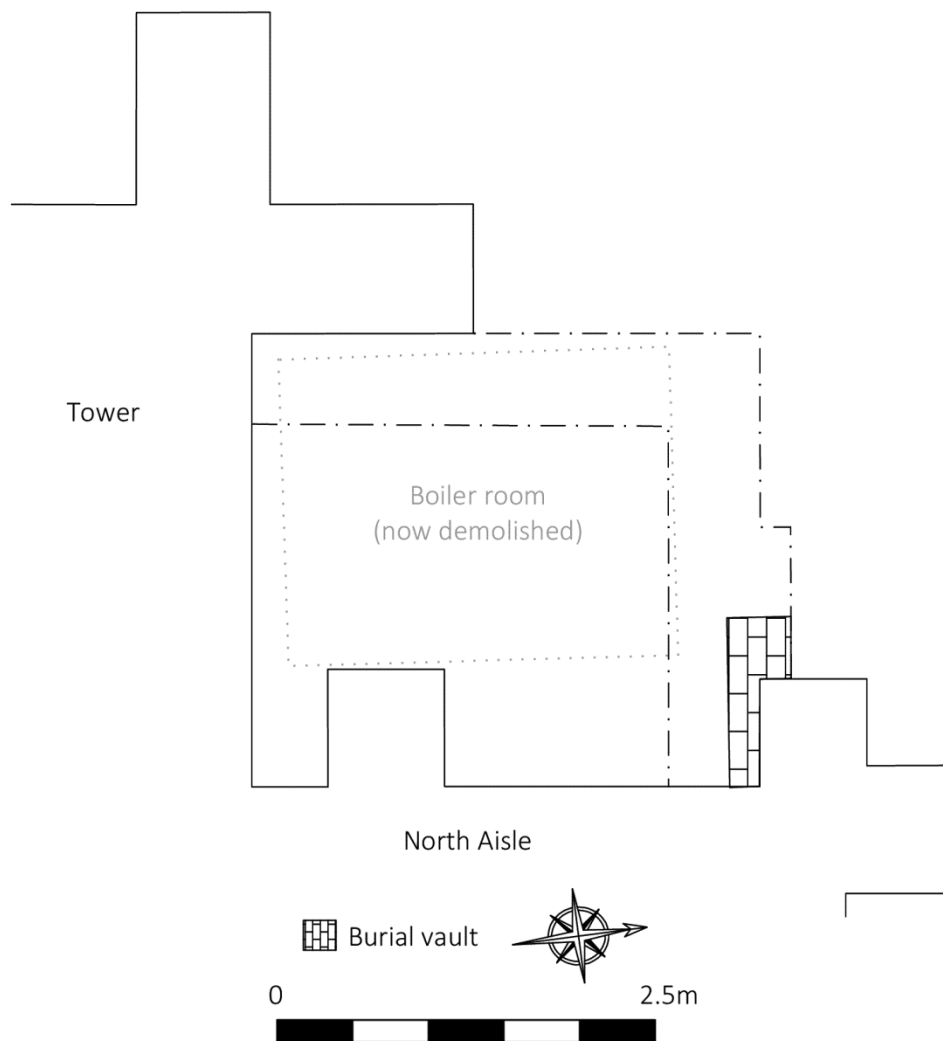 Tower
Boiler room
(now demolished)
North Aisle
Burial vault
0 2.5m